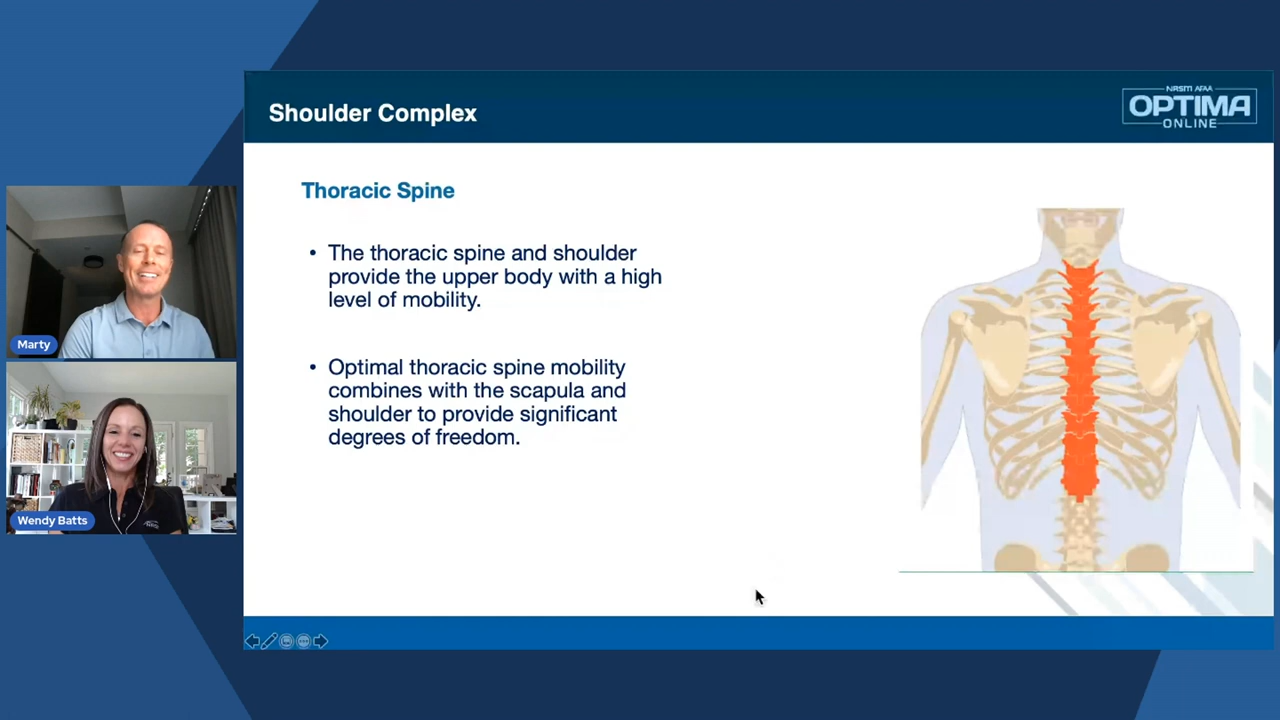 Shoulder Complex
OPTIMA
ONLINE
Thoracic Spine
• The thoracic spine and shoulder
provide the upper body with a high
level of mobility.
• Optimal thoracic spine mobility
combines with the scapula and
shoulder to provide significant
degrees of freedom.
Marty
Wendy Batts